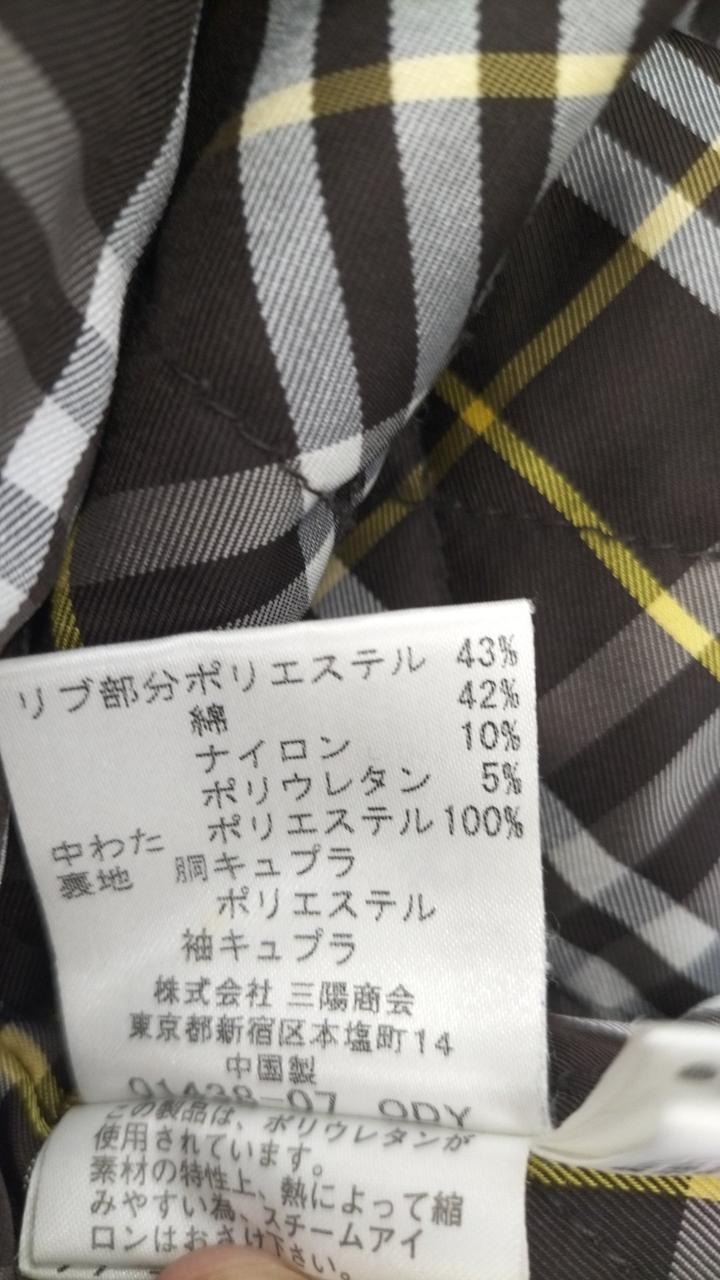 リブ部分ポリエステル 43%
綿 42%
ナイロン 10%
ポリウレタン 5%
中わた ポリエステル 100%
裏地 胴キュプラ
ポリエステル
袖キュプラ
株式会社 三陽商会
東京都新宿区本塩町14
中国製
この製品は、ポリウレタンが
使用されています。
素材の特性上、熱によって縮
みやすい為、スチームアイ
ロンはおさけ下さい。